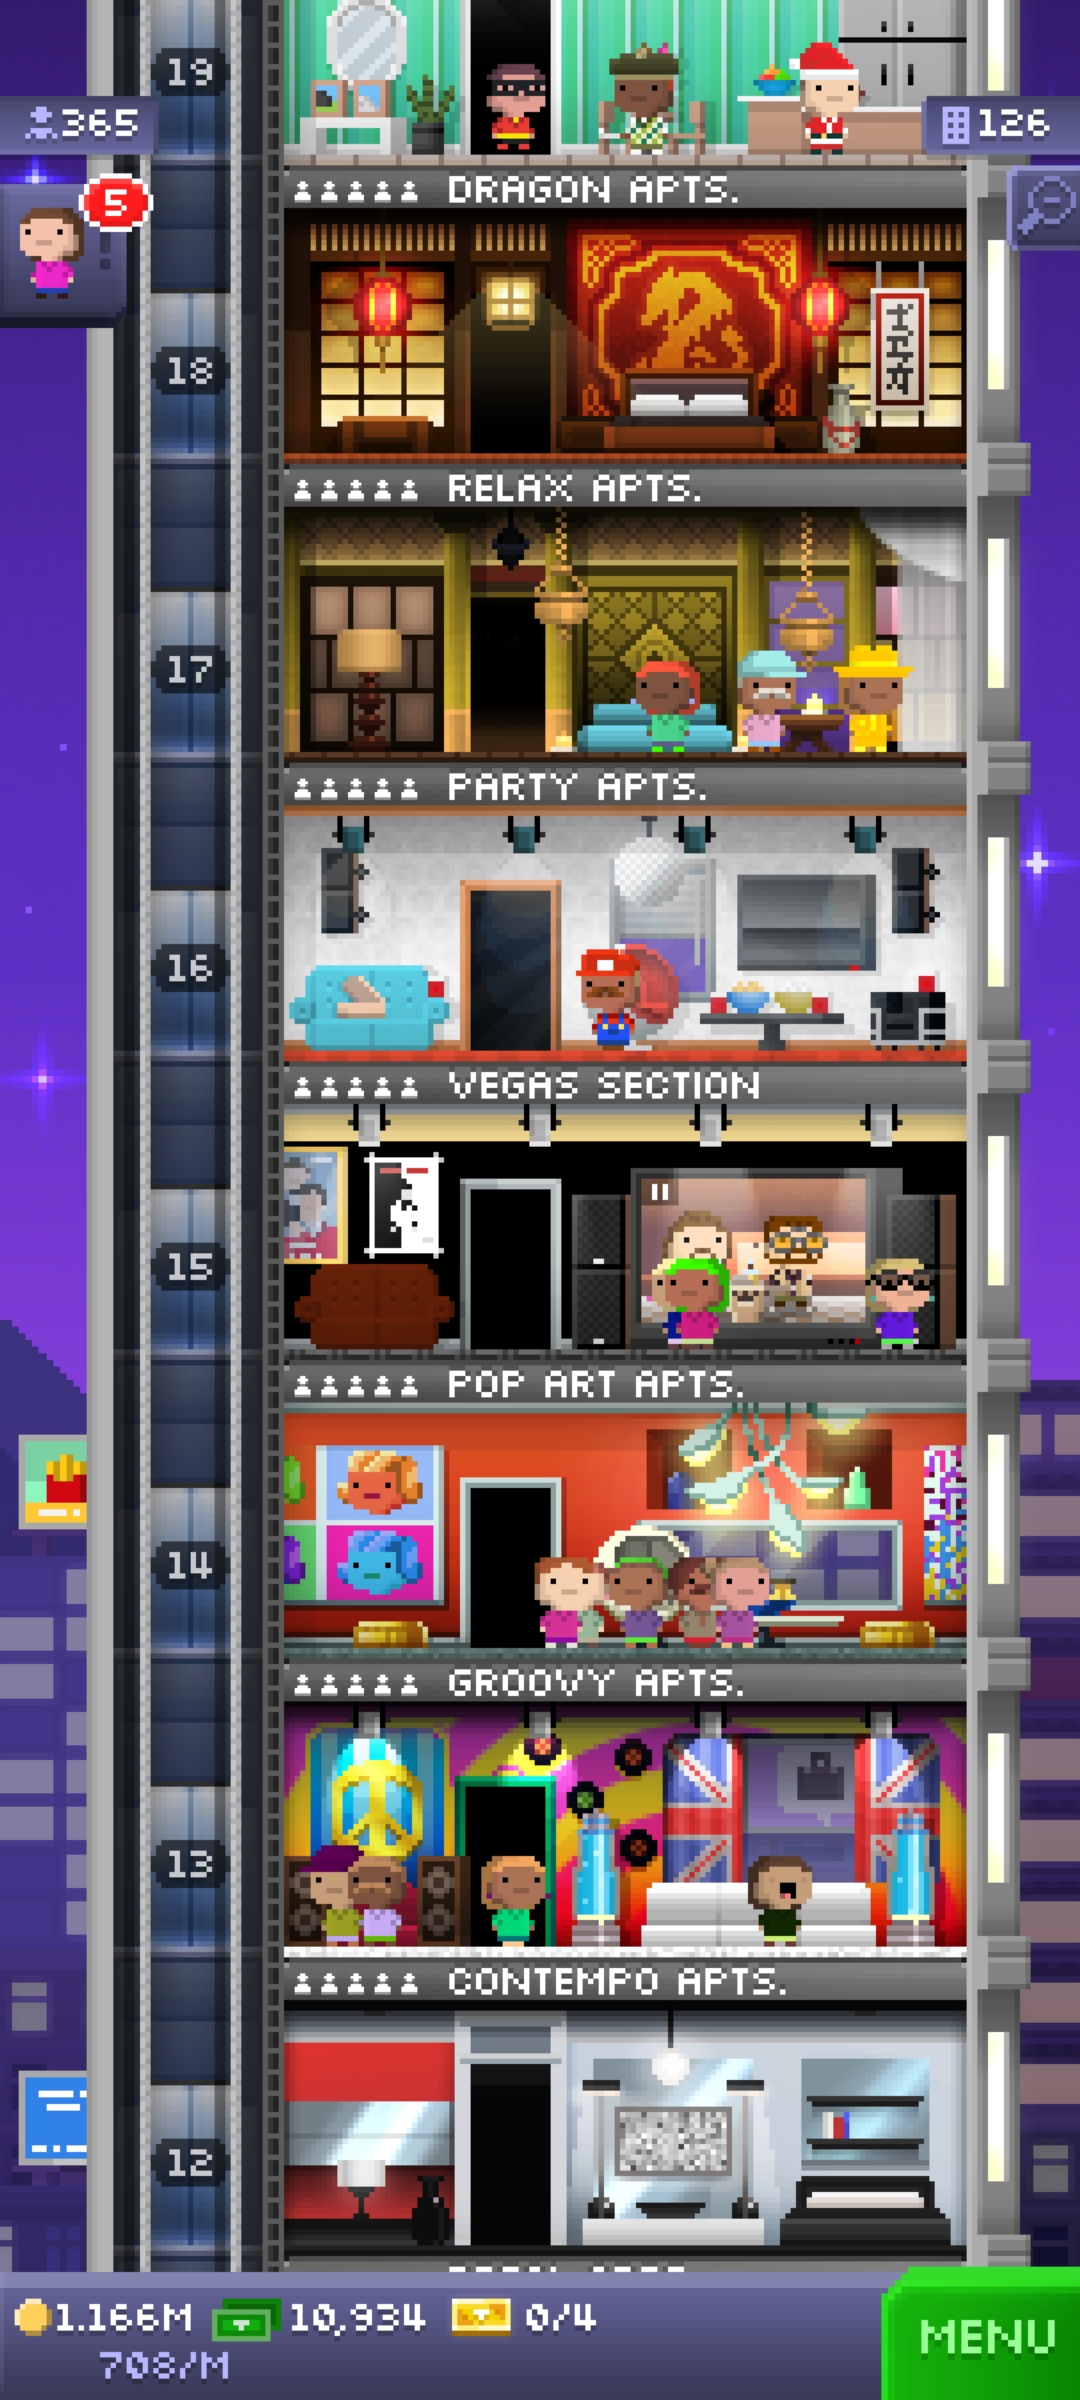 19
365
126
5
DRAGON APTS.
18
RELAX APTS.
17
PARTY APTS.
16
VEGAS SECTION
15
POP ART APTS.
14
GROOVY APTS.
13
CONTEMPO APTS.
12
1.166M 10,934 0/4
708/M
MENU